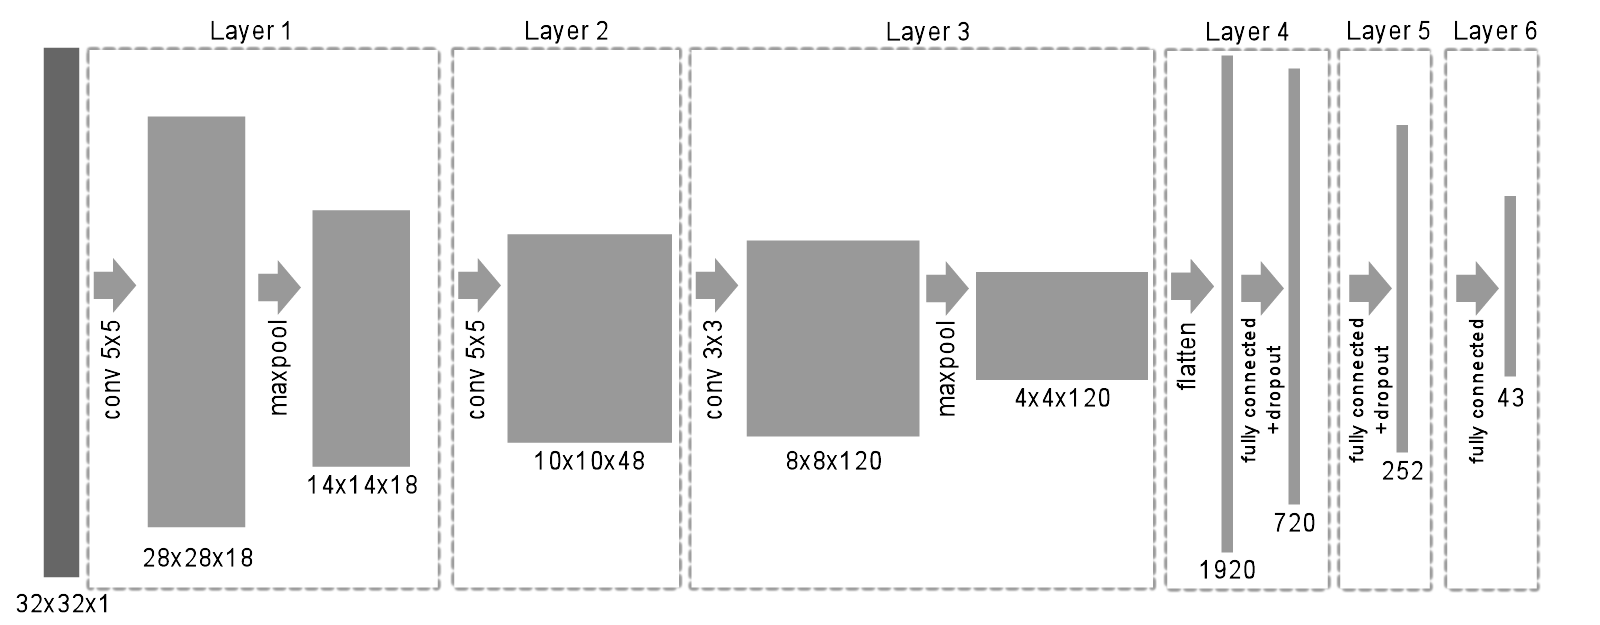 Layer 1
Layer 2
Layer 3
Layer 4
Layer 5
Layer 6
32x32x1
conv 5x5
28x28x18
maxpool
14x14x18
conv 5x5
10x10x48
conv 3x3
8x8x120
maxpool
4x4x120
flatten
1920
fully connected
+dropout
720
fully connected
+dropout
252
fully connected
43